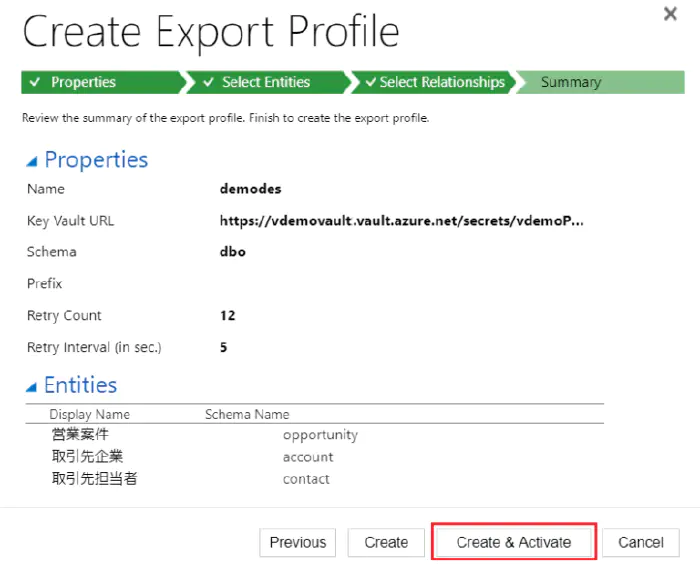 Create Export Profile
✓ Properties ✓ Select Entities ✓ Select Relationships Summary
Review the summary of the export profile. Finish to create the export profile.
Properties
Name demodes
Key Vault URL https://vdemovault.vault.azure.net/secrets/vdemoP...
Schema dbo
Prefix
Retry Count 12
Retry Interval (in sec.) 5
Entities
Display Name Schema Name
営業案件 opportunity
取引先企業 account
取引先担当者 contact
Previous Create Create & Activate Cancel